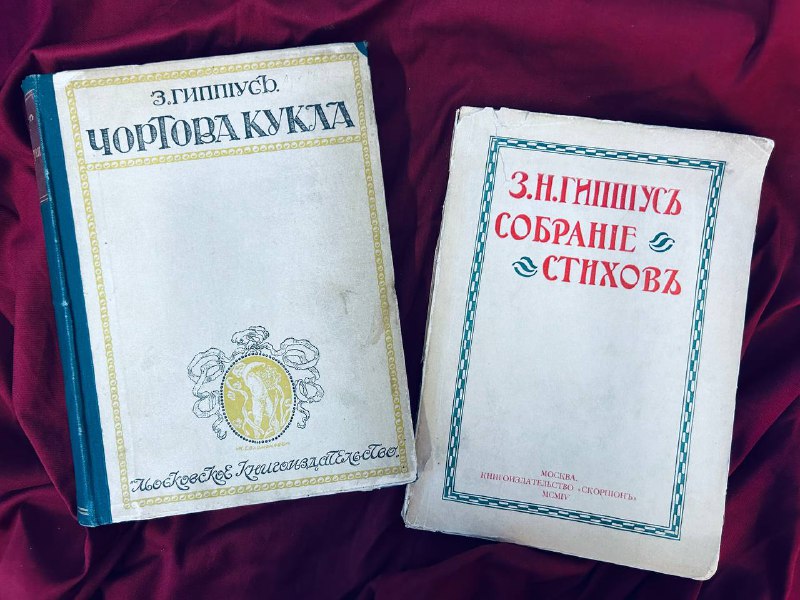 З.ГИППІУСЪ.
ЧОРТОВА КУКЛА
МОСКОВСКОЕ КНИГОИЗДАТЕЛЬСТВО.
З.Н.ГИППІУСЪ
СОБРАНІЕ
СТИХОВЪ
МОСКВА.
КНИГОИЗДАТЕЛЬСТВО «СКОРПІОНЪ»
MCMIV